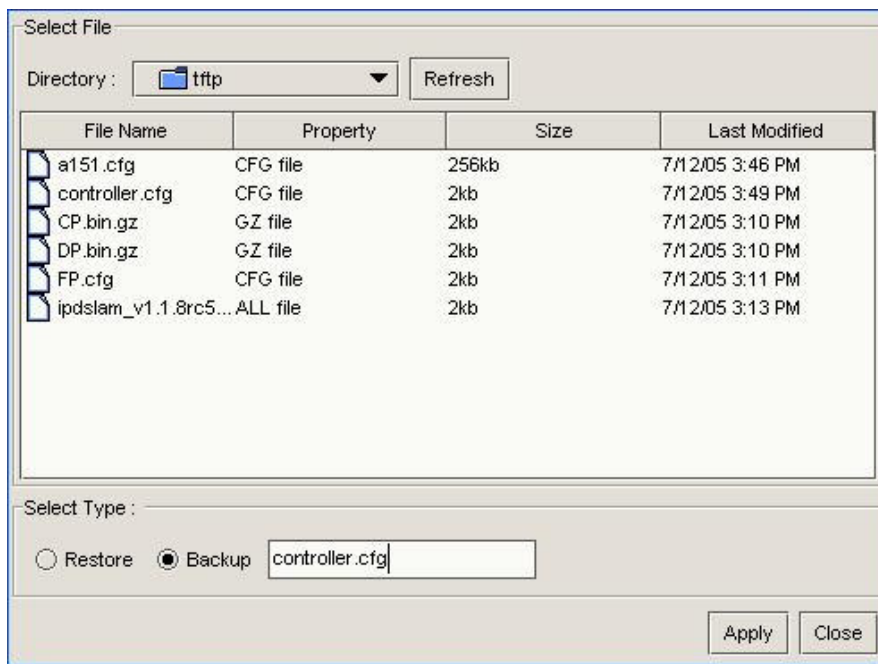 Select File
Directory : tftp Refresh
File Name Property Size Last Modified
a151.cfg CFG file 256kb 7/12/05 3:46 PM
controller.cfg CFG file 2kb 7/12/05 3:49 PM
CP.bin.gz GZ file 2kb 7/12/05 3:10 PM
DP.bin.gz GZ file 2kb 7/12/05 3:10 PM
FP.cfg CFG file 2kb 7/12/05 3:11 PM
ipdslam_v1.1.8rc5... ALL file 2kb 7/12/05 3:13 PM
Select Type :
Restore Backup controller.cfg
Apply Close